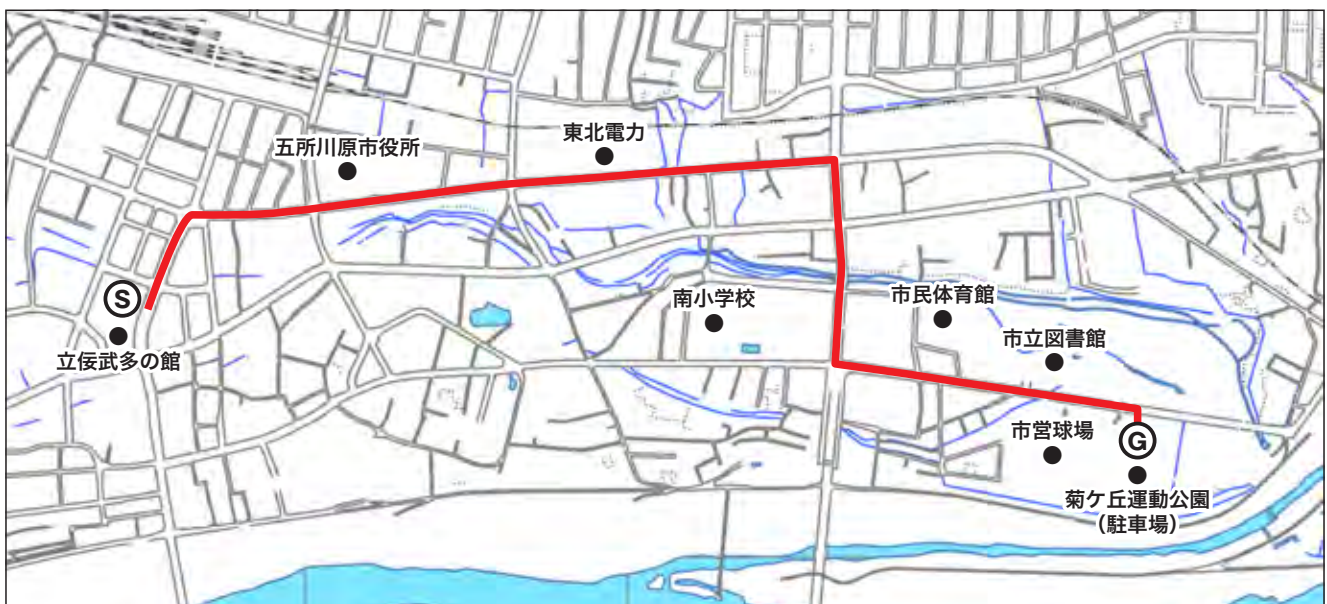 東北電力
五所川原市役所
S
立佞武多の館
南小学校
市民体育館
市立図書館
市営球場
G
菊ケ丘運動公園
（駐車場）